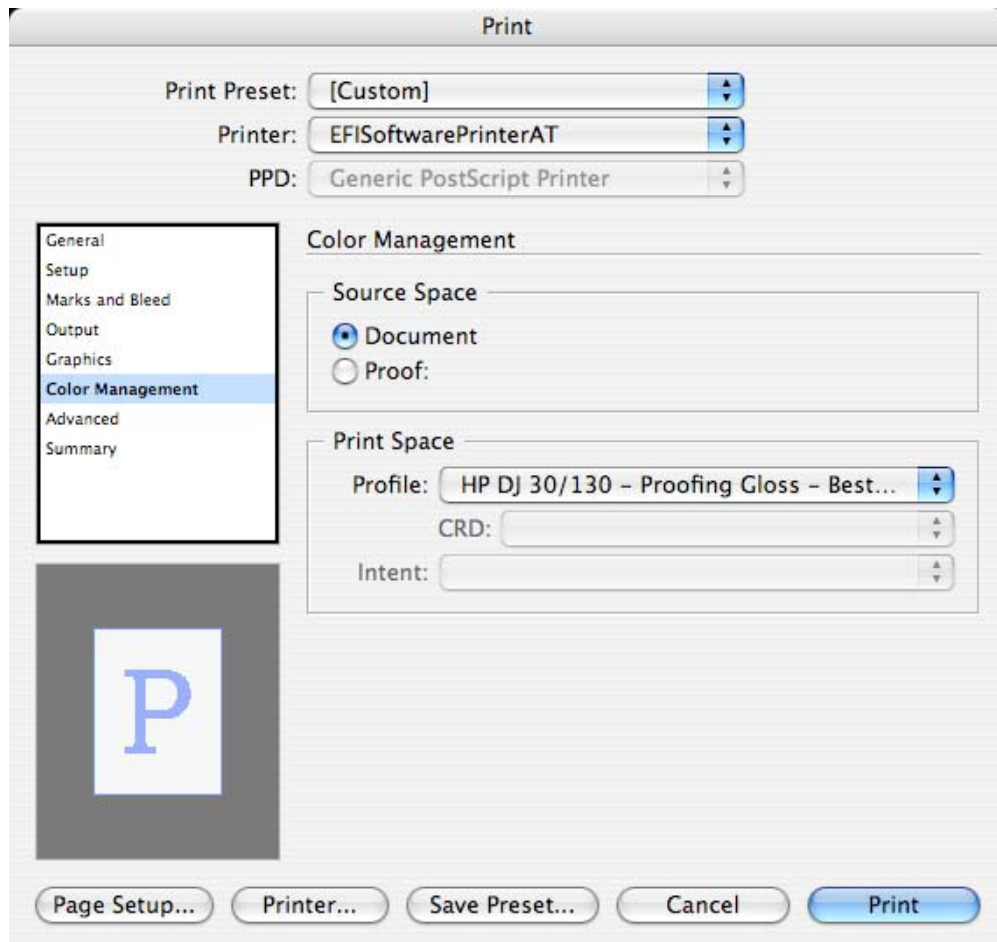 Print
Print Preset: [Custom]
Printer: EFISoftwarePrinterAT
PPD: Generic PostScript Printer
General
Setup
Marks and Bleed
Output
Graphics
Color Management
Advanced
Summary
Color Management
Source Space
Document
Proof:
Print Space
Profile: HP DJ 30/130 – Proofing Gloss – Best...
CRD:
Intent:
P
Page Setup... Printer... Save Preset... Cancel Print